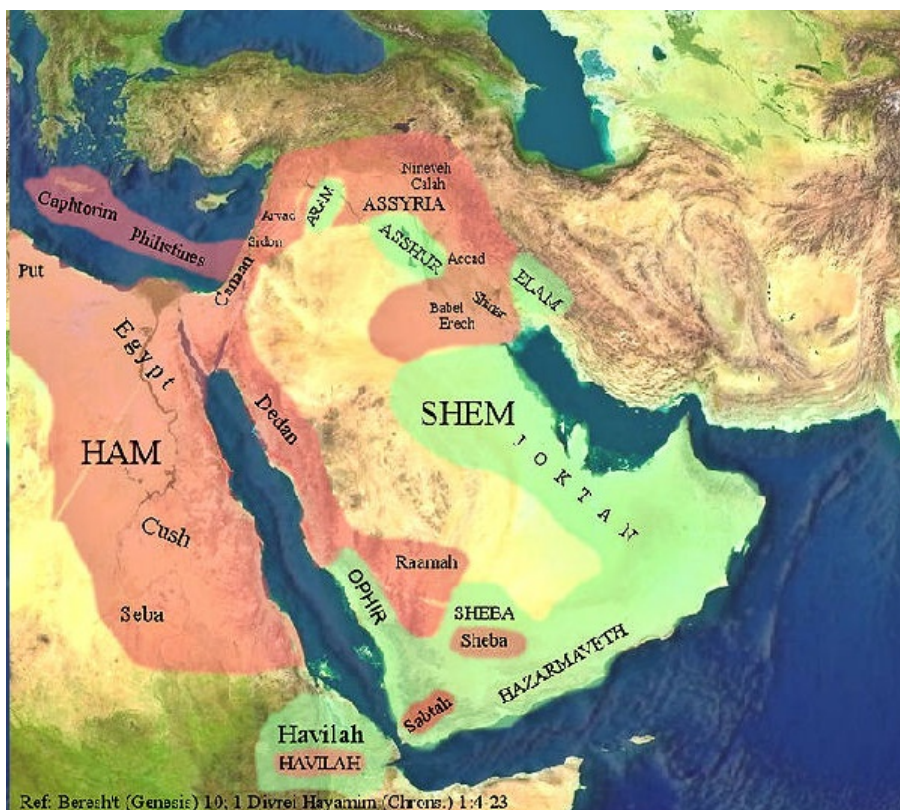 Nineveh
Calah
ASSYRIA
ARAM
Arvad
Caphtorim
Philistines
Sidon
ASSHUR
Accad
ELAM
Put
Canaan
Shinar
Babel
Erech
Egypt
Dedan
SHEM
HAM
JOKTAN
Cush
Raamah
OPHIR
Seba
SHEBA
Sheba
HAZARMAVETH
Sabtah
Havilah
HAVILAH
Ref: Beresh't (Genesis) 10; 1 Divrei Hayamim (Chrons.) 1:4-23